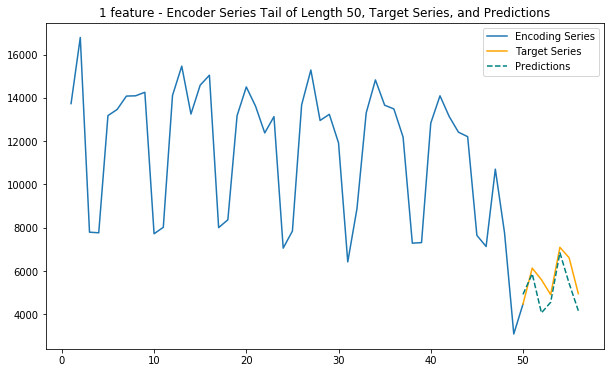 1 feature - Encoder Series Tail of Length 50, Target Series, and Predictions
Encoding Series
Target Series
Predictions
16000
14000
12000
10000
8000
6000
4000
0 10 20 30 40 50